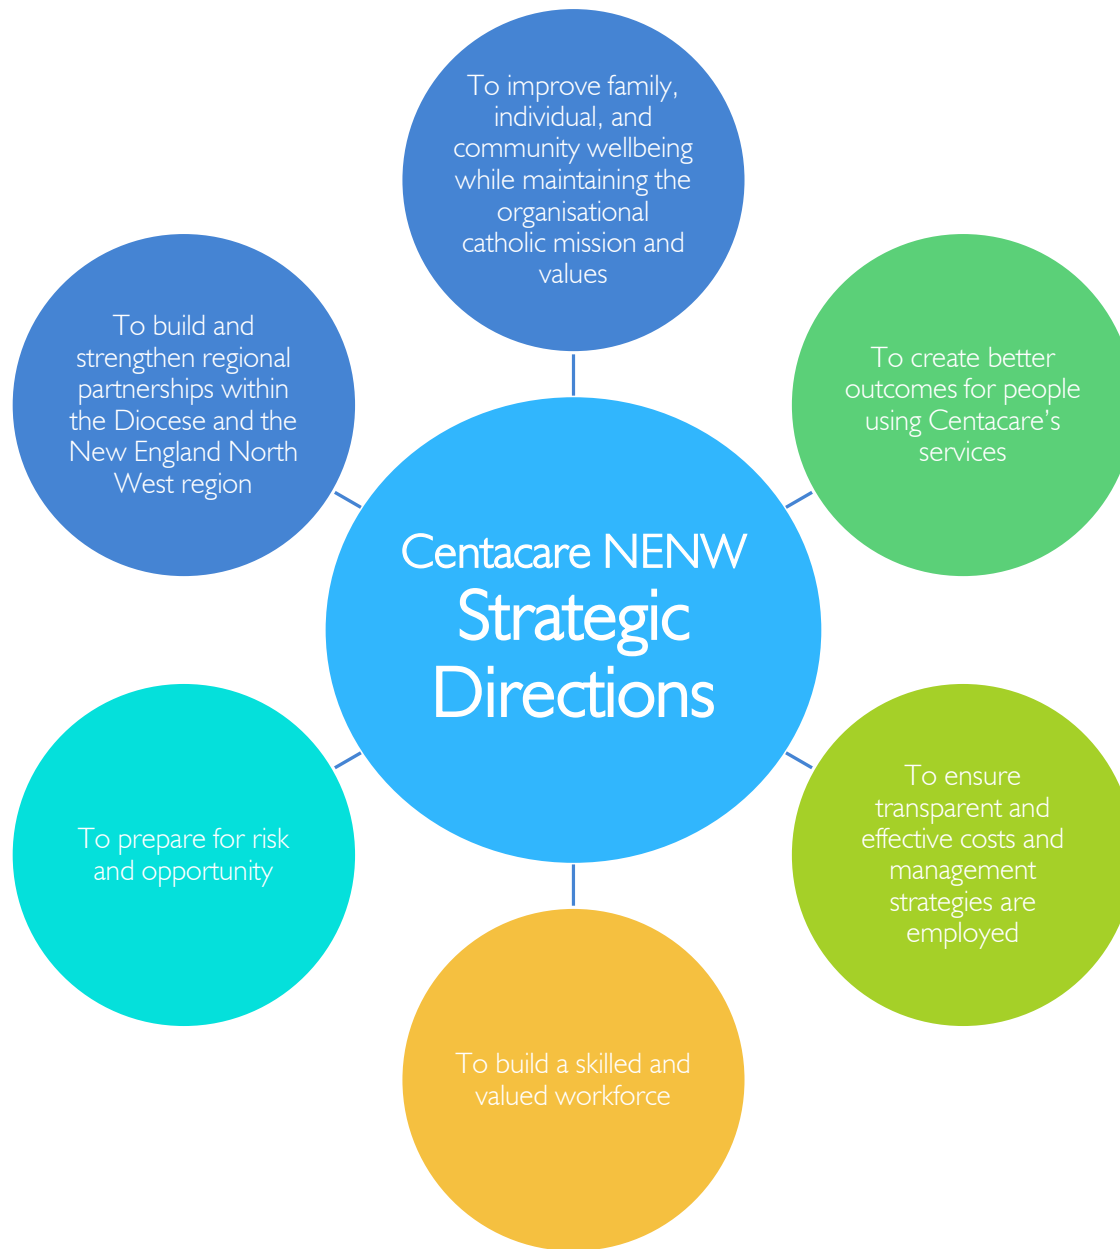 To improve family,
individual, and
community wellbeing
while maintaining the
organisational
catholic mission and
values
To create better
outcomes for people
using Centacare’s
services
To ensure
transparent and
effective costs and
management
strategies are
employed
To build a skilled and
valued workforce
To prepare for risk
and opportunity
To build and
strengthen regional
partnerships within
the Diocese and the
New England North
West region
Centacare NENW
Strategic
Directions